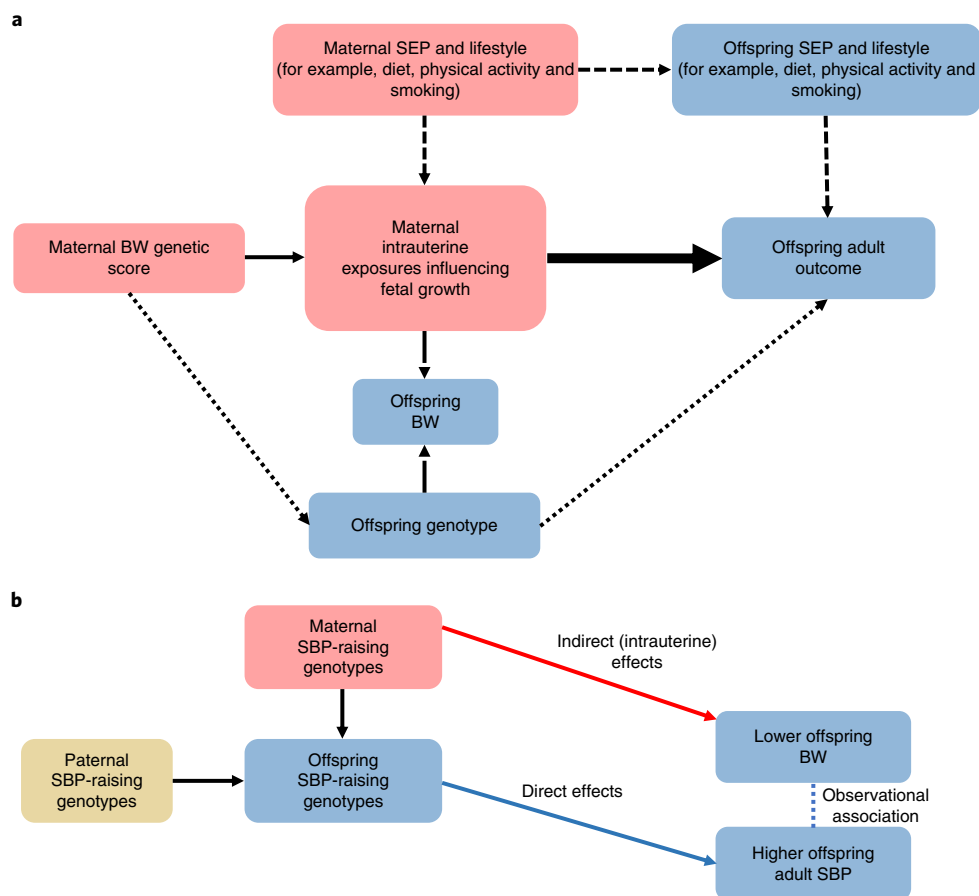 a
Maternal SEP and lifestyle
(for example, diet, physical activity and
smoking)
Offspring SEP and lifestyle
(for example, diet, physical activity and
smoking)
Maternal BW genetic
score
Maternal
intrauterine
exposures influencing
fetal growth
Offspring adult
outcome
Offspring
BW
Offspring genotype
b
Maternal
SBP-raising
genotypes
Indirect (intrauterine)
effects
Paternal
SBP-raising
genotypes
Offspring
SBP-raising
genotypes
Direct effects
Lower offspring
BW
Observational
association
Higher offspring
adult SBP